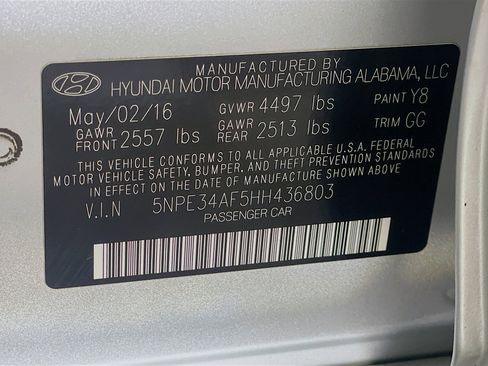 MANUFACTURED BY
HYUNDAI MOTOR MANUFACTURING ALABAMA, LLC
May/02/16 GVWR 4497 lbs PAINT Y8
GAWR FRONT 2557 lbs GAWR REAR 2513 lbs TRIM GG
THIS VEHICLE CONFORMS TO ALL APPLICABLE U.S.A. FEDERAL
MOTOR VEHICLE SAFETY, BUMPER, AND THEFT PREVENTION STANDARDS
IN EFFECT ON THE DATE OF MANUFACTURE SHOWN ABOVE.
V.I.N 5NPE34AF5HH436803
PASSENGER CAR